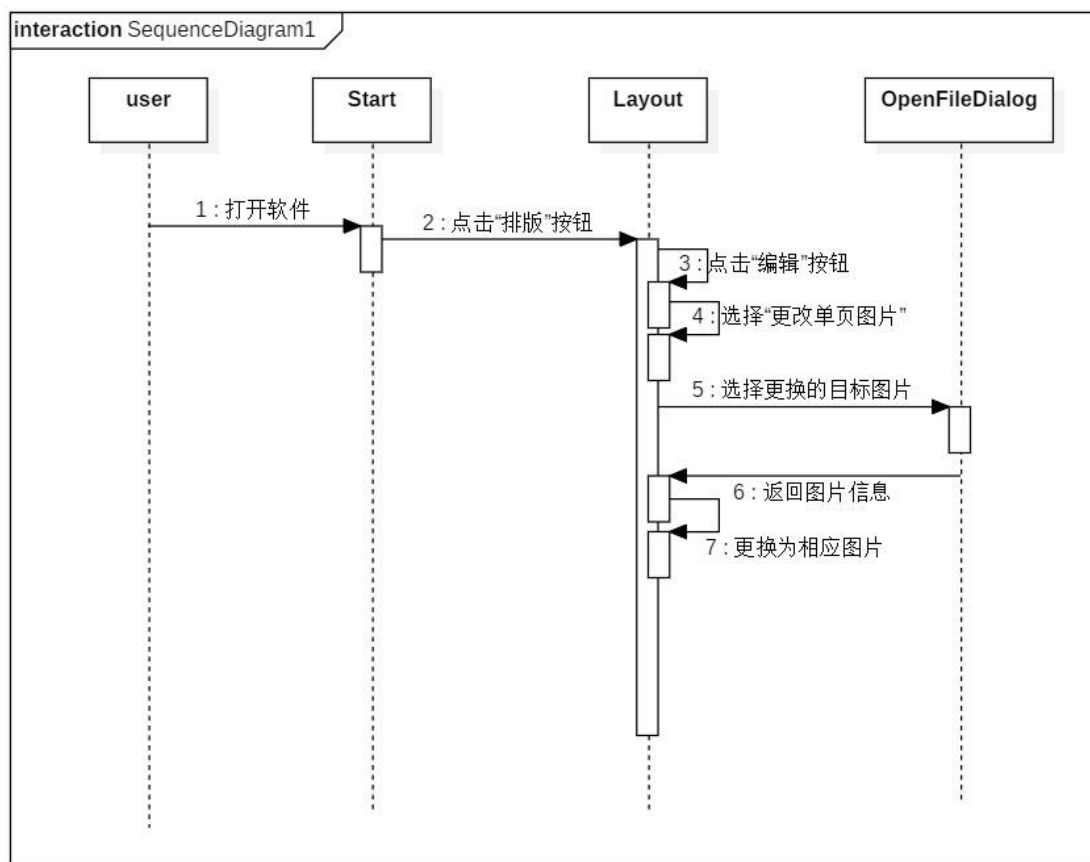 interaction SequenceDiagram1
user
Start
Layout
OpenFileDialog
1 : 打开软件
2 : 点击“排版”按钮
3 : 点击“编辑”按钮
4 : 选择“更改单页图片”
5 : 选择更换的目标图片
6 : 返回图片信息
7 : 更换为相应图片